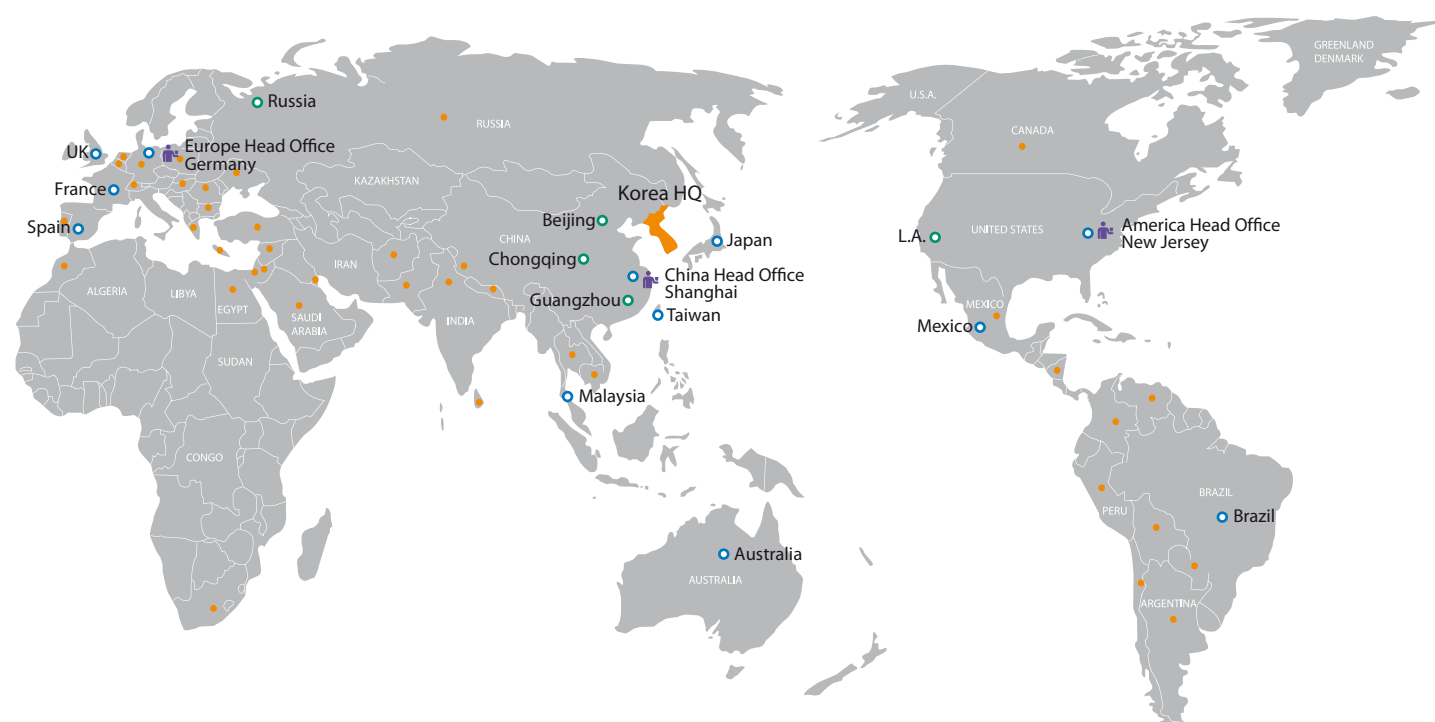 GREENLAND
DENMARK
U.S.A.
Russia
RUSSIA
CANADA
UK
Europe Head Office
Germany
KAZAKHSTAN
France
Korea HQ
Spain
Beijing
Japan
CHINA
L.A.
UNITED STATES
America Head Office
New Jersey
IRAN
Chongqing
China Head Office
Shanghai
ALGERIA
LIBYA
EGYPT
SAUDI
ARABIA
Guangzhou
Taiwan
INDIA
MEXICO
Mexico
SUDAN
Malaysia
CONGO
BRAZIL
PERU
Brazil
Australia
AUSTRALIA
ARGENTINA